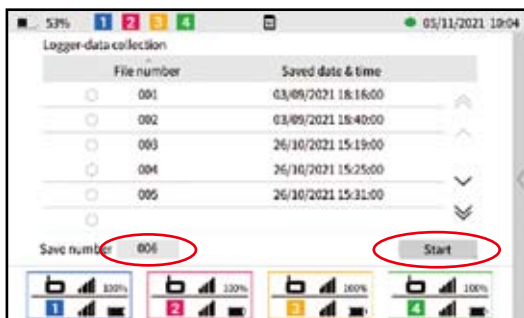 53% 1 2 3 4 05/11/2021 10:04
Logger-data collection
File number Saved date & time
001 03/09/2021 18:16:00
002 03/09/2021 18:40:00
003 26/10/2021 15:19:00
004 26/10/2021 15:25:00
005 26/10/2021 15:31:00
Save number 006 Start
100% 100% 100% 100%
1 2 3 4